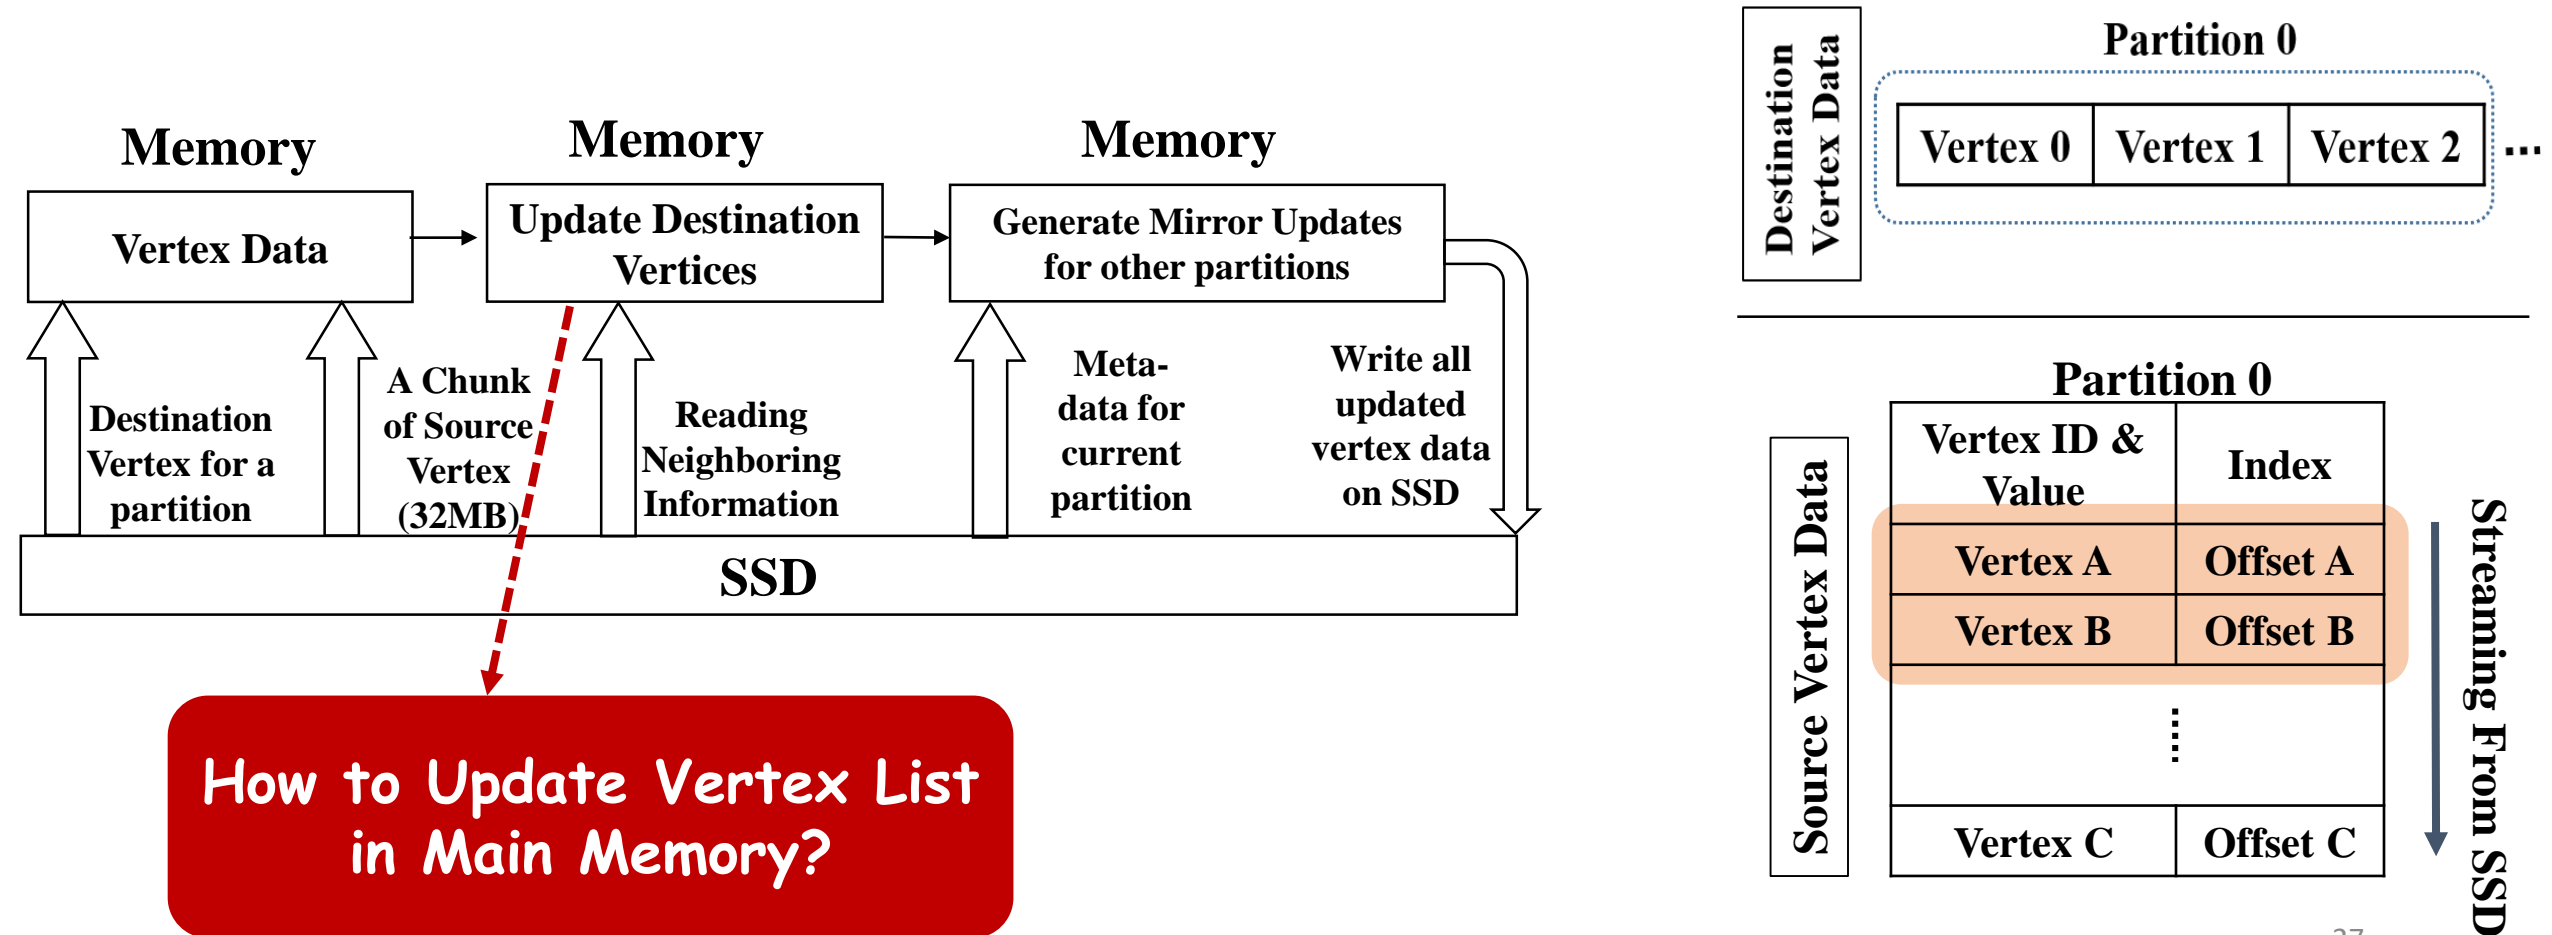 Memory
Vertex Data
Memory
Update Destination
Vertices
Memory
Generate Mirror Updates
for other partitions
Destination
Vertex for a
partition
A Chunk
of Source
Vertex
(32MB)
Reading
Neighboring
Information
Meta-
data for
current
partition
Write all
updated
vertex data
on SSD
SSD
How to Update Vertex List
in Main Memory?
Destination
Vertex Data
Partition 0
Vertex 0 Vertex 1 Vertex 2 ...
Source Vertex Data
Partition 0
Vertex ID &
Value
Index
Vertex A Offset A
Vertex B Offset B
......
Vertex C Offset C
Streaming From SSD